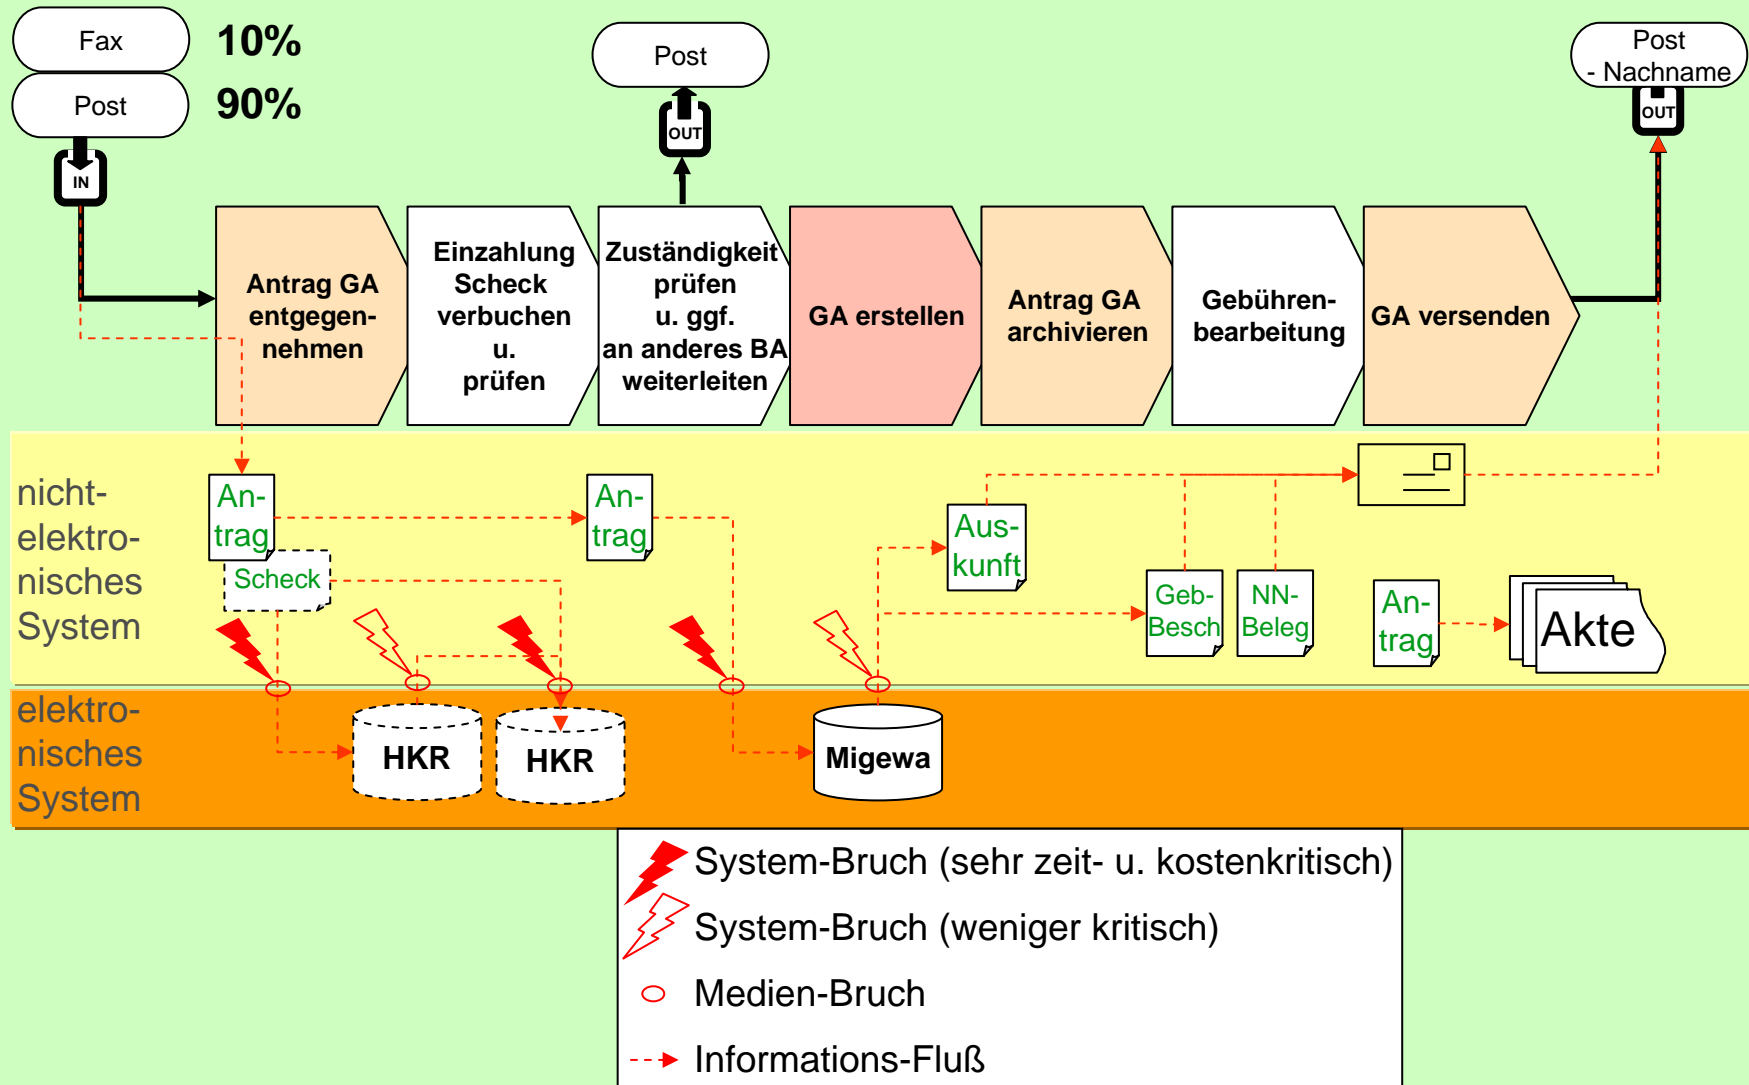 Fax
10%
Post
90%
IN
Post
OUT
Post
- Nachname
OUT
Antrag GA
entgegen-
nehmen
Einzahlung
Scheck
verbuchen
u.
prüfen
Zuständigkeit
prüfen
u. ggf.
an anderes BA
weiterleiten
GA erstellen
Antrag GA
archivieren
Gebühren-
bearbeitung
GA versenden
nicht-
elektro-
nisches
System
An-
trag
Scheck
An-
trag
Aus-
kunft
Geb-
Besch
NN-
Beleg
An-
trag
Akte
elektro-
nisches
System
HKR
HKR
Migewa
System-Bruch (sehr zeit- u. kostenkritisch)
System-Bruch (weniger kritisch)
Medien-Bruch
Informations-Fluß